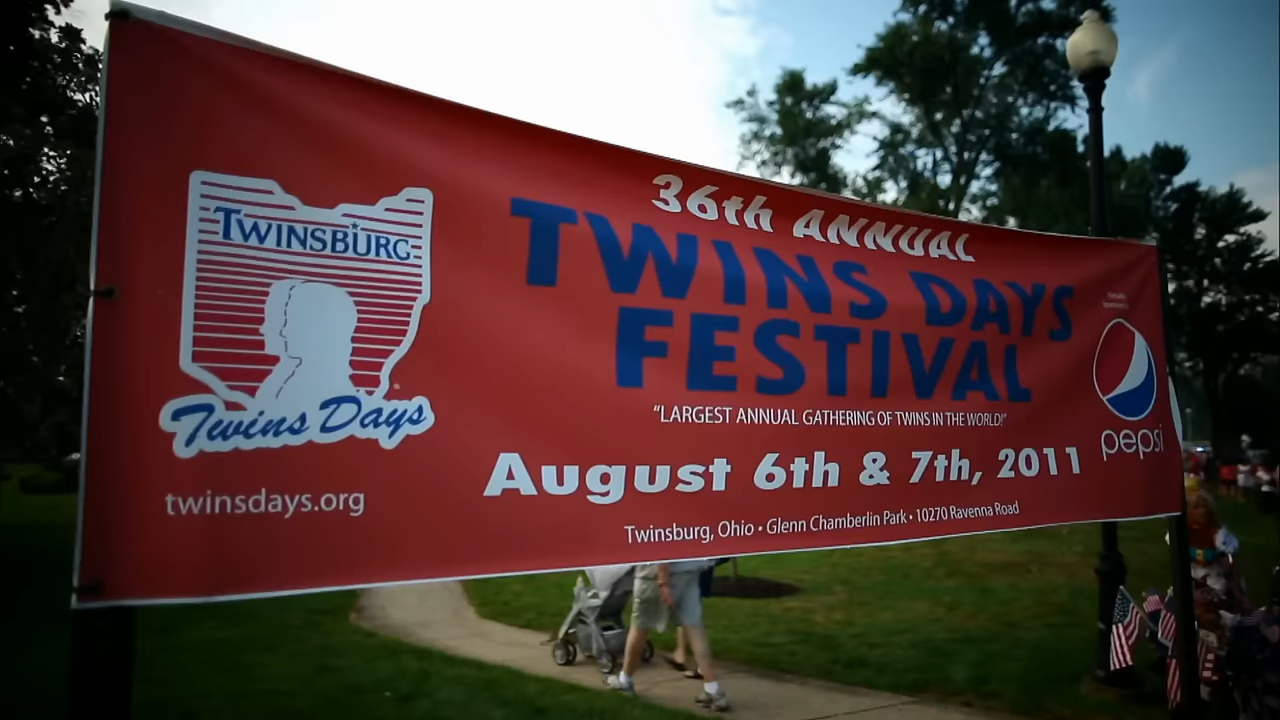 TWINSBURG
Twins Days
twinsdays.org
36th ANNUAL
TWINS DAYS
FESTIVAL
"LARGEST ANNUAL GATHERING OF TWINS IN THE WORLD!"
August 6th & 7th, 2011
Twinsburg, Ohio • Glenn Chamberlin Park • 10270 Ravenna Road
pepsi